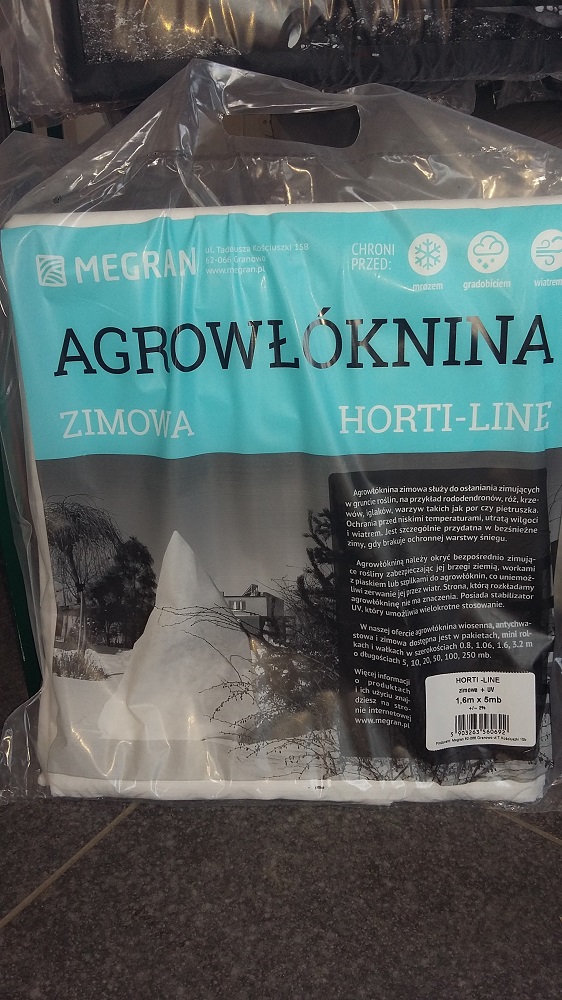 MEGRAN
ul. Tadeusza Kościuszki 15B
62-066 Granowo
www.megran.pl
CHRONI
PRZED:
mrozem
gradobiciem
wiatrem
AGROWŁÓKNINA
ZIMOWA
HORTI-LINE
Agrowłóknina zimowa służy do osłaniania zimujących
w gruncie roślin, na przykład rododendronów, róż, krze-
wów, iglaków, warzyw takich jak por czy pietruszka.
Ochrania przed niskimi temperaturami, utratą wilgoci
i wiatrem. Jest szczególnie przydatna w bezśnieżne
zimy, gdy brakuje ochronnej warstwy śniegu.
Agrowłókniną należy okryć bezpośrednio zimują-
ce rośliny zabezpieczając jej brzegi ziemią, workami
z piaskiem lub szpilkami do agrowłóknin, co uniemoż-
liwi zerwanie jej przez wiatr. Strona, którą rozkładamy
agrowłókninę nie ma znaczenia. Posiada stabilizator
UV, który umożliwia wielokrotne stosowanie.
W naszej ofercie agrowłóknina wiosenna, antychwa-
stowa i zimowa dostępna jest w pakietach, mini rol-
kach i wałkach w szerokościach 0.8, 1.06, 1.6, 3.2 m
o długościach 5, 10, 20, 50, 100, 250 mb.
Więcej informacji
o produktach
i ich użyciu znaj-
dziesz na stro-
nie internetowej
www.megran.pl
HORTI -LINE
zimowa + UV
1,6m x 5mb
+/- 2%
5 903263 560692